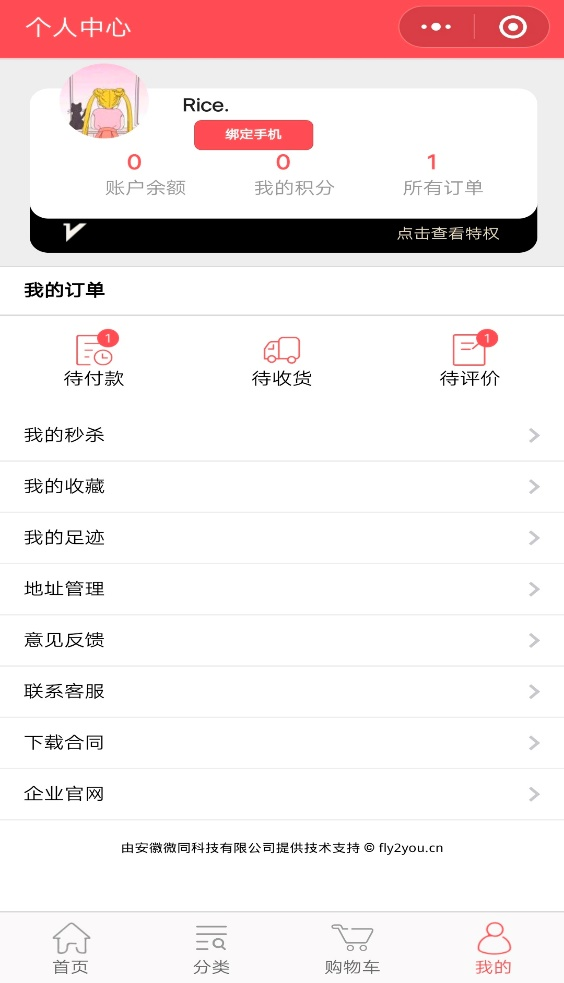 个人中心
Rice.
绑定手机
0 0 1
账户余额 我的积分 所有订单
V 点击查看特权
我的订单
1 1
待付款 待收货 待评价
我的秒杀
我的收藏
我的足迹
地址管理
意见反馈
联系客服
下载合同
企业官网
由安徽微同科技有限公司提供技术支持 © fly2you.cn
首页 分类 购物车 我的